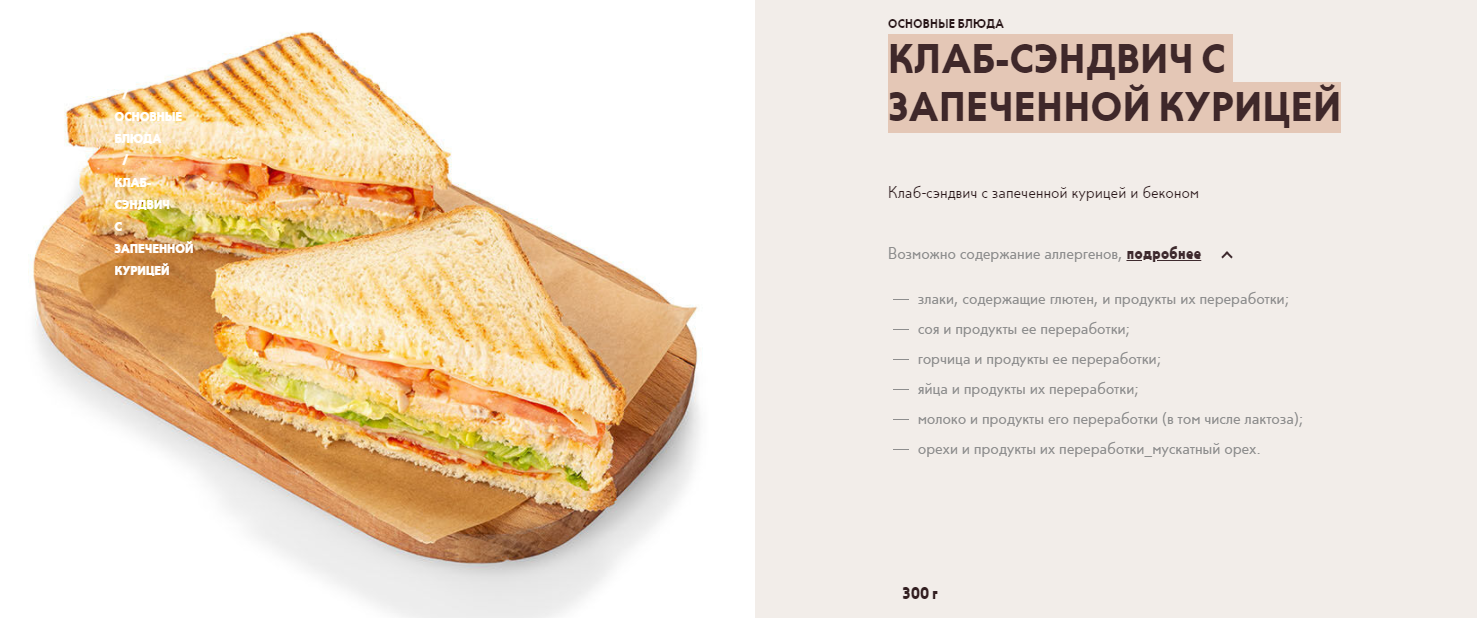 /
ОСНОВНЫЕ
БЛЮДА
/
КЛАБ-
СЭНДВИЧ
С
ЗАПЕЧЕННОЙ
КУРИЦЕЙ
ОСНОВНЫЕ БЛЮДА
КЛАБ-СЭНДВИЧ С
ЗАПЕЧЕННОЙ КУРИЦЕЙ
Клаб-сэндвич с запеченной курицей и беконом
Возможно содержание аллергенов, подробнее
— злаки, содержащие глютен, и продукты их переработки;
— соя и продукты ее переработки;
— горчица и продукты ее переработки;
— яйца и продукты их переработки;
— молоко и продукты его переработки (в том числе лактоза);
— орехи и продукты их переработки_мускатный орех.
300 г